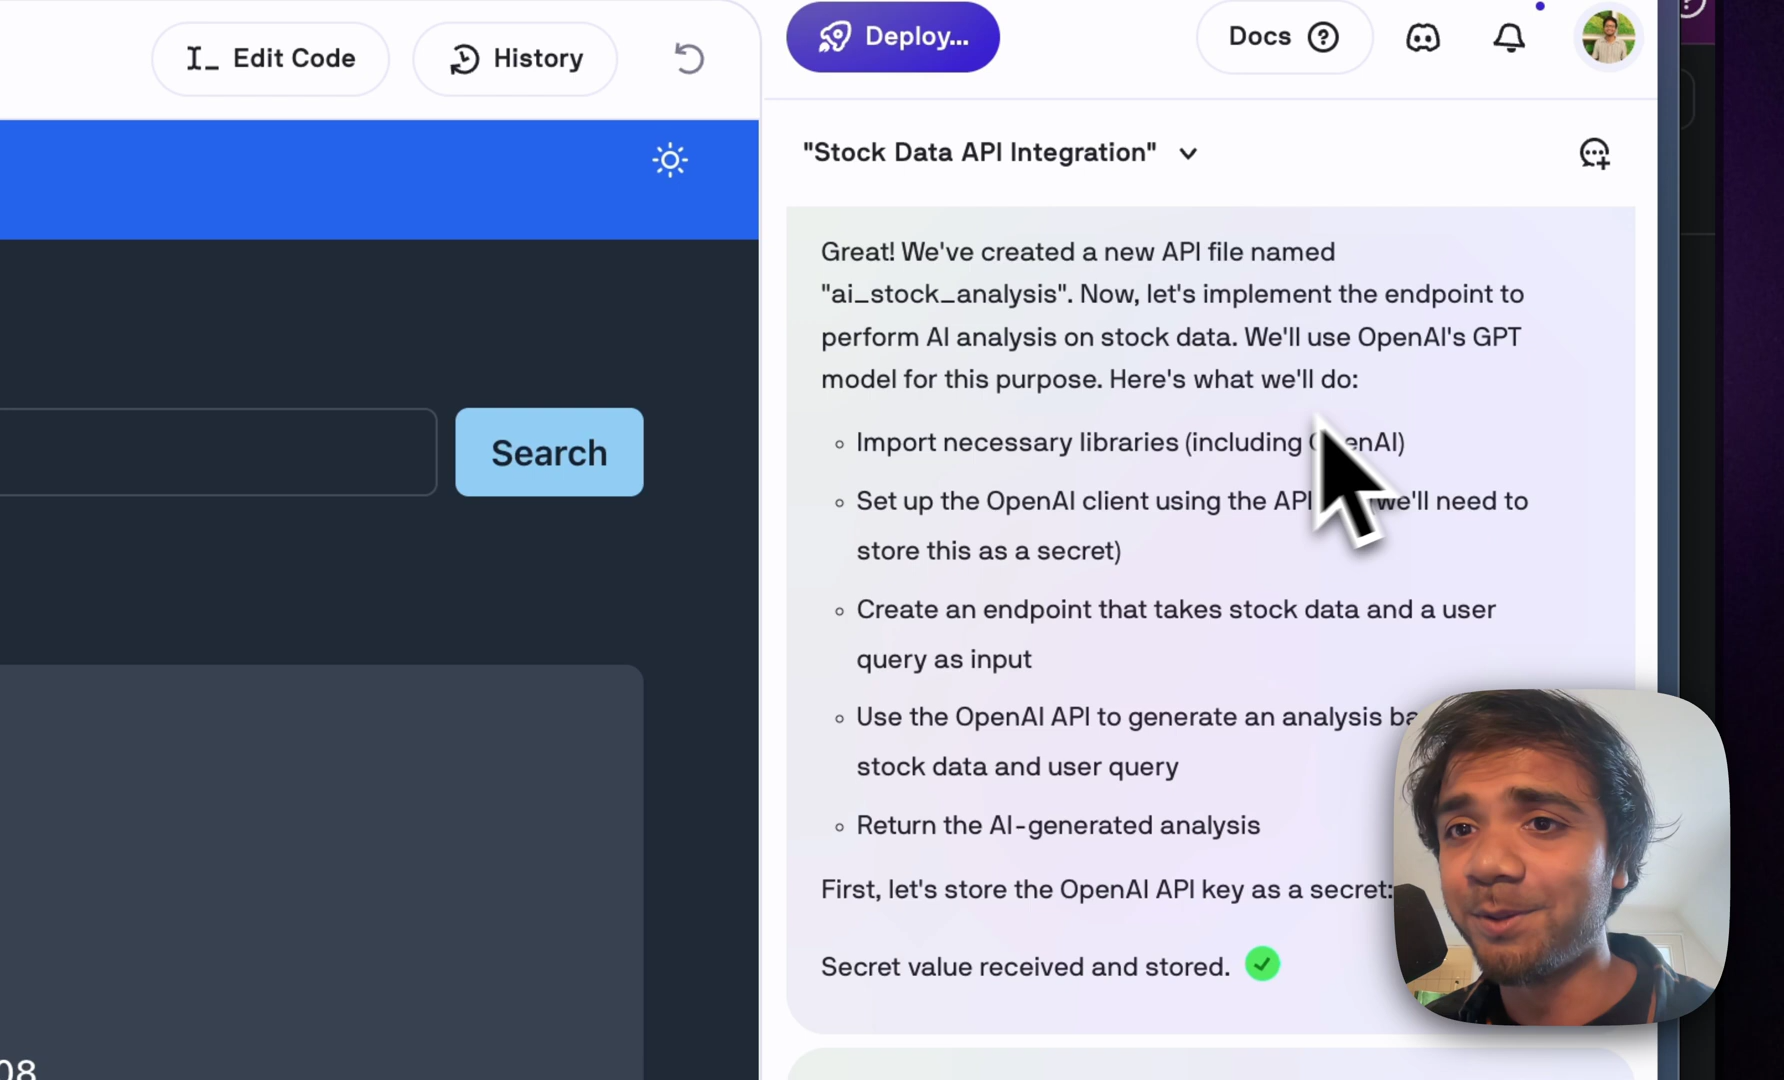 Edit Code
History
Deploy...
Docs
"Stock Data API Integration"
Great! We've created a new API file named
"ai_stock_analysis". Now, let's implement the endpoint to
perform AI analysis on stock data. We'll use OpenAI's GPT
model for this purpose. Here's what we'll do:
Import necessary libraries (including OpenAI)
Set up the OpenAI client using the API we'll need to
store this as a secret)
Create an endpoint that takes stock data and a user
query as input
Use the OpenAI API to generate an analysis
stock data and user query
Return the AI-generated analysis
First, let's store the OpenAI API key as a secret:
Secret value received and stored.
Search
08